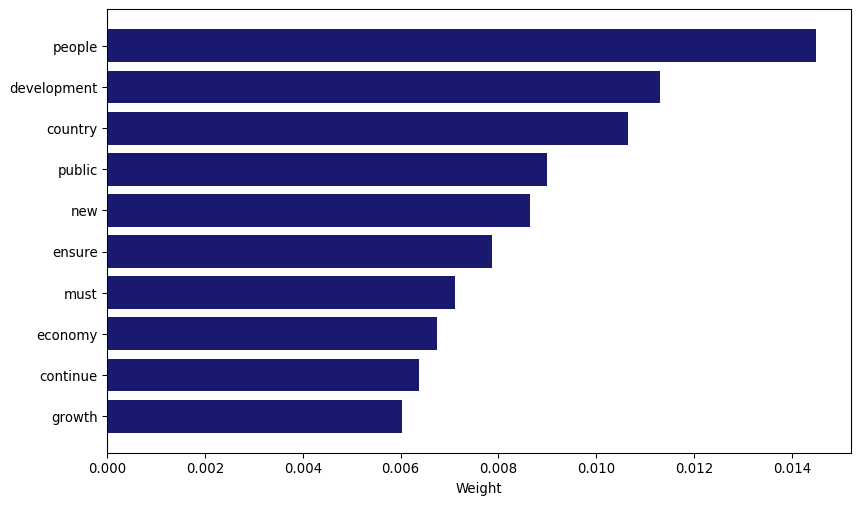 people
development
country
public
new
ensure
must
economy
continue
growth
0.000 0.002 0.004 0.006 0.008 0.010 0.012 0.014
Weight